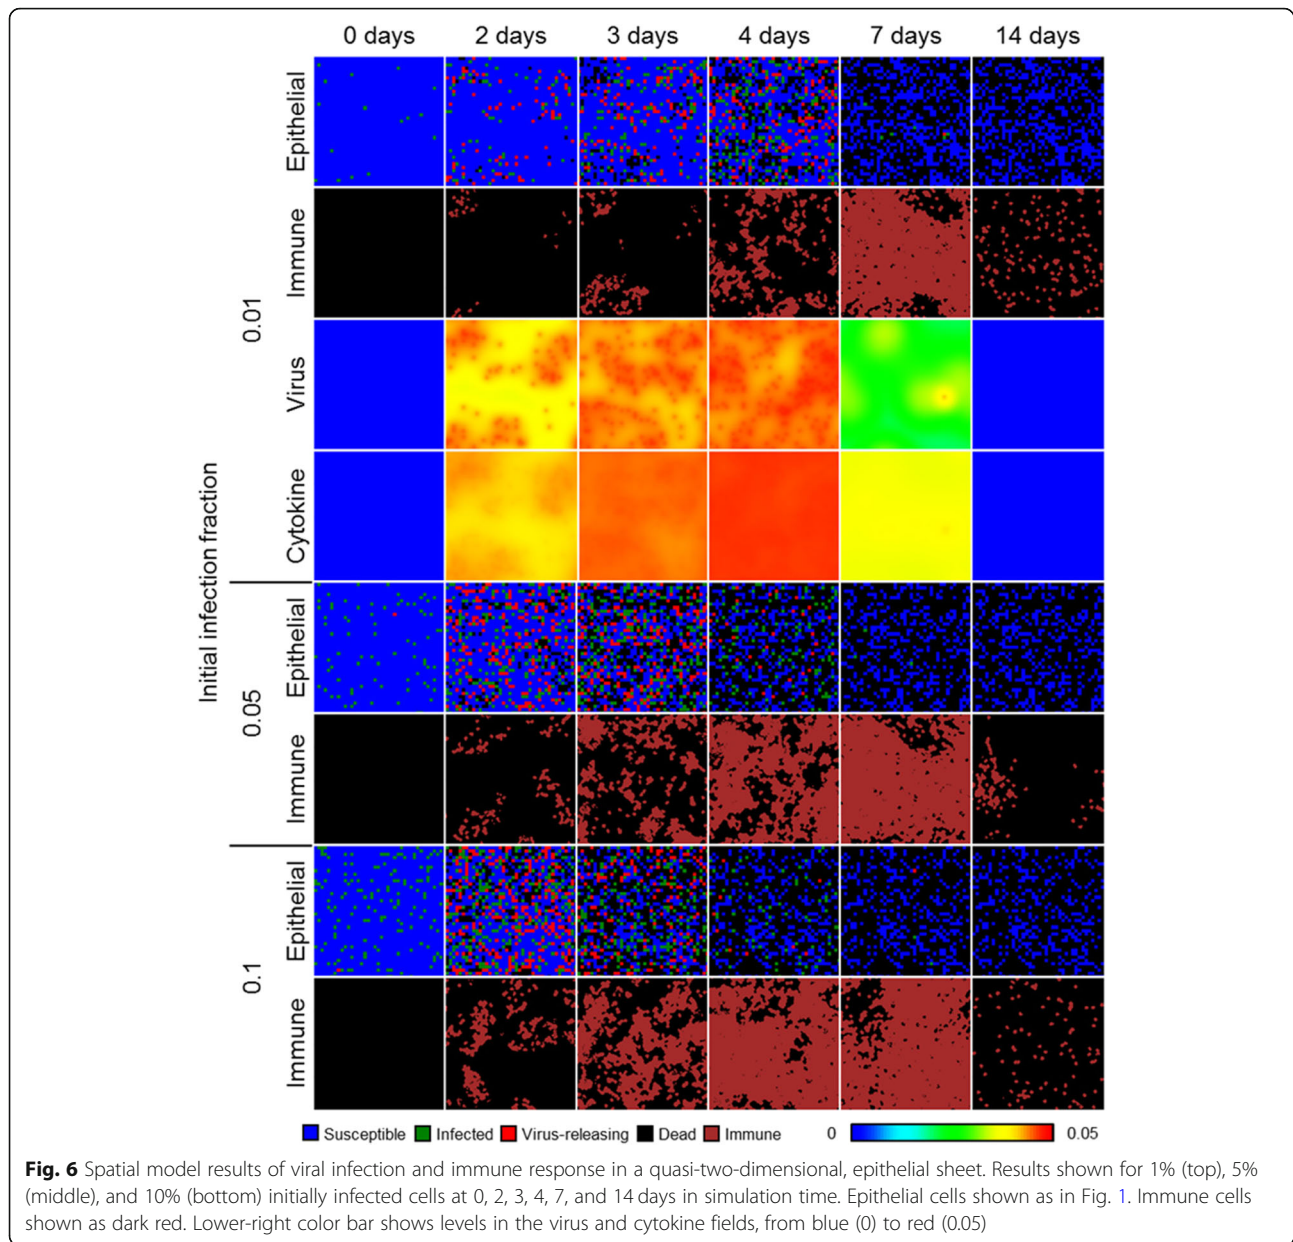 0 days 2 days 3 days 4 days 7 days 14 days
Epithelial
Immune
0.01
Virus
Cytokine
Initial infection fraction
Epithelial
0.05
Immune
Epithelial
0.1
Immune
Susceptible Infected Virus-releasing Dead Immune 0 0.05
Fig. 6 Spatial model results of viral infection and immune response in a quasi-two-dimensional, epithelial sheet. Results shown for 1% (top), 5%
(middle), and 10% (bottom) initially infected cells at 0, 2, 3, 4, 7, and 14 days in simulation time. Epithelial cells shown as in Fig. 1. Immune cells
shown as dark red. Lower-right color bar shows levels in the virus and cytokine fields, from blue (0) to red (0.05)